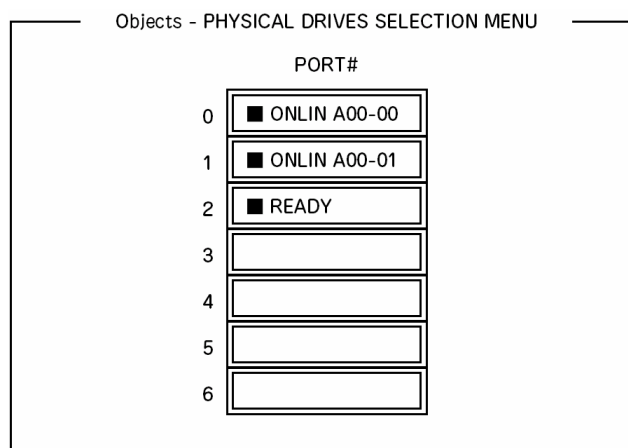 Objects - PHYSICAL DRIVES SELECTION MENU
PORT#
0 ■ ONLIN A00-00
1 ■ ONLIN A00-01
2 ■ READY
3
4
5
6